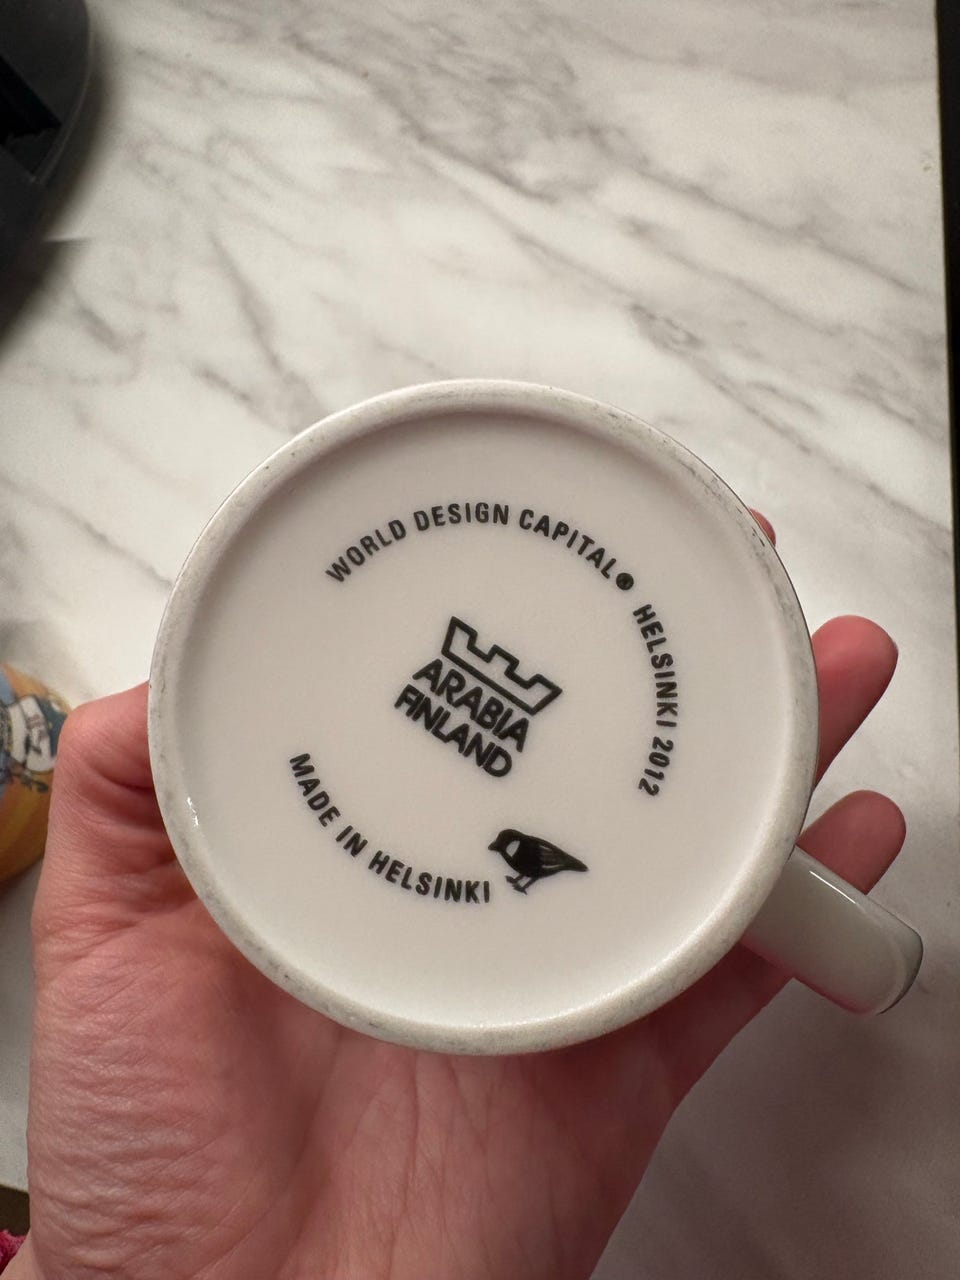 WORLD DESIGN CAPITAL® HELSINKI 2012
ARABIA
FINLAND
MADE IN HELSINKI